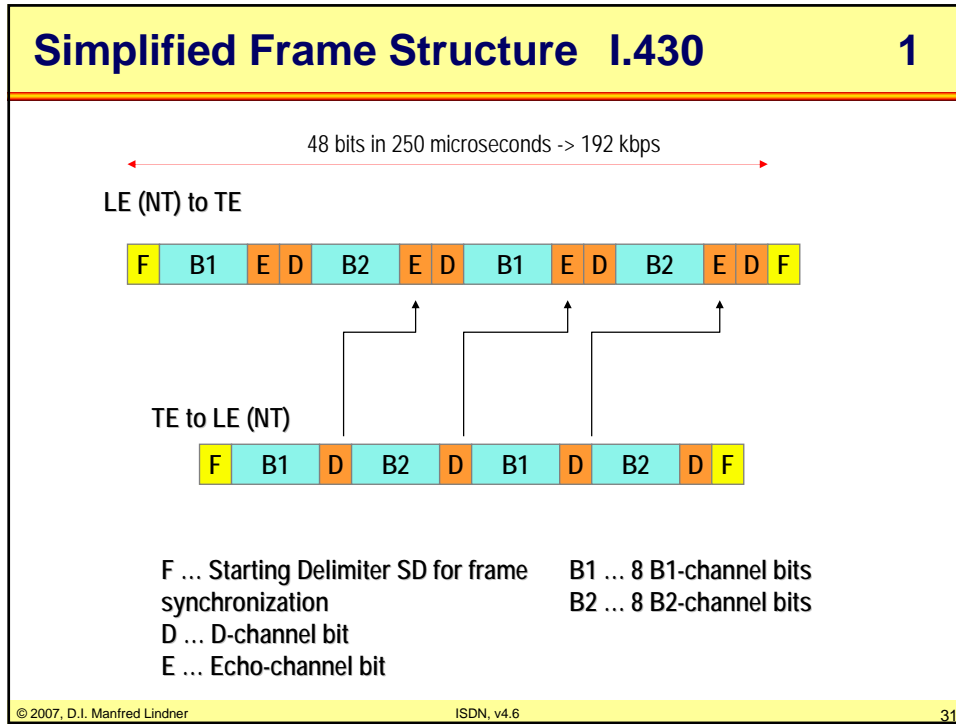 Simplified Frame Structure I.430 1
48 bits in 250 microseconds -> 192 kbps
LE (NT) to TE
F B1 E D B2 E D B1 E D B2 E D F
TE to LE (NT)
F B1 D B2 D B1 D B2 D F
F ... Starting Delimiter SD for frame
synchronization
D ... D-channel bit
E ... Echo-channel bit
B1 ... 8 B1-channel bits
B2 ... 8 B2-channel bits
© 2007, D.I. Manfred Lindner ISDN, v4.6 31